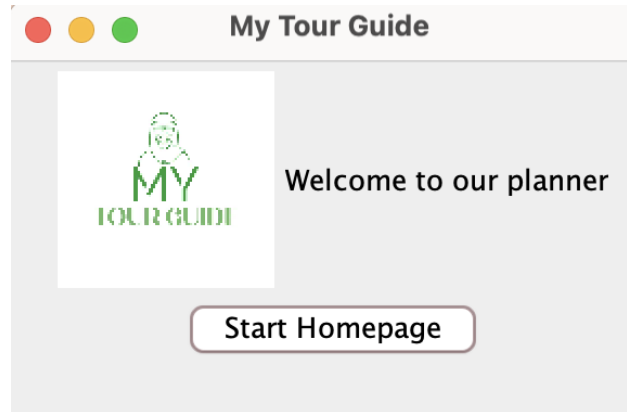 My Tour Guide
MY
TOUR GUIDE
Welcome to our planner
Start Homepage